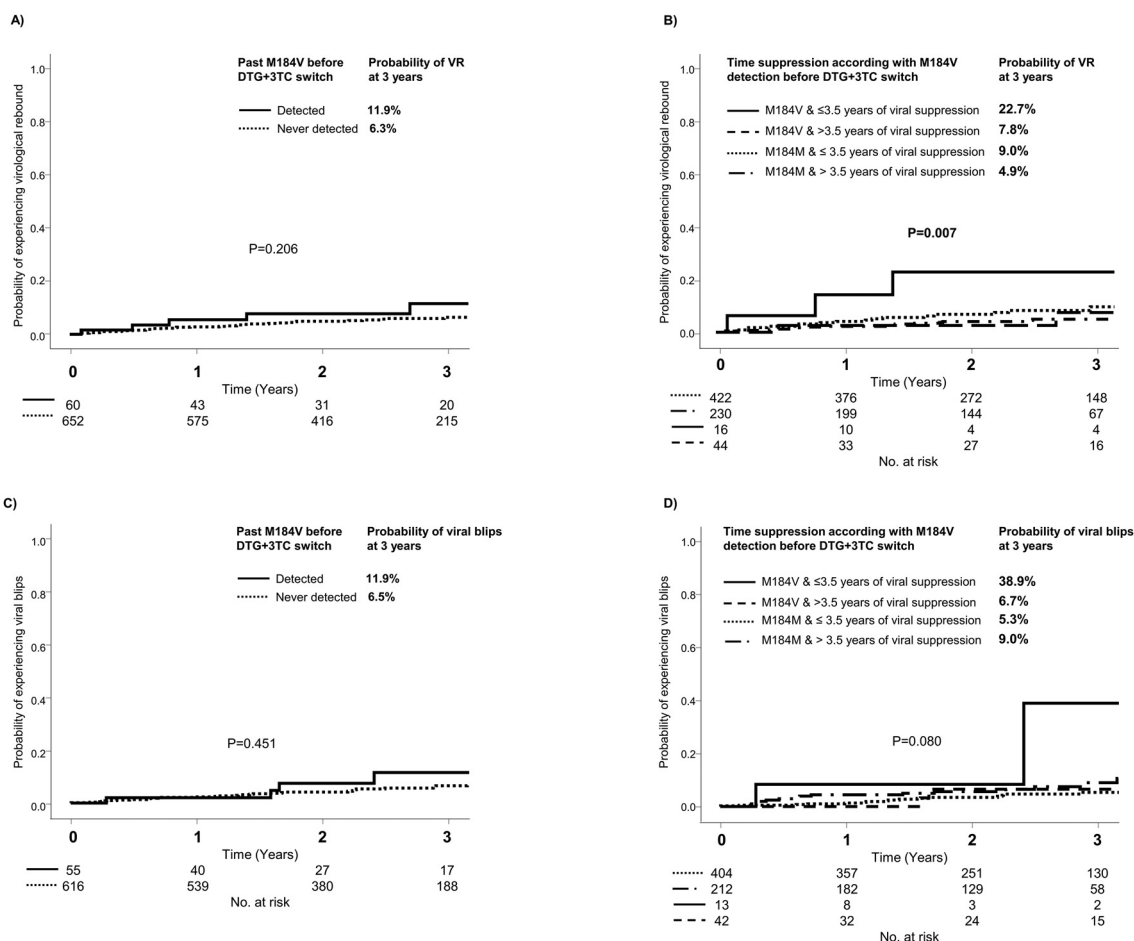 A)
Past M184V before
DTG+3TC switch
Probability of VR
at 3 years
Detected 11.9%
Never detected 6.3%
P=0.206
Probability of experiencing virological rebound
1.0
0.8
0.6
0.4
0.2
0.0
0 1 2 3
Time (Years)
60 43 31 20
652 575 416 215
B)
Time suppression according with M184V
detection before DTG+3TC switch
Probability of VR
at 3 years
M184V & ≤3.5 years of viral suppression 22.7%
M184V & >3.5 years of viral suppression 7.8%
M184M & ≤ 3.5 years of viral suppression 9.0%
M184M & > 3.5 years of viral suppression 4.9%
P=0.007
Probability of experiencing virological rebound
1.0
0.8
0.6
0.4
0.2
0.0
0 1 2 3
Time (Years)
422 376 272 148
230 199 144 67
16 10 4 4
44 33 27 16
No. at risk
C)
Past M184V before
DTG+3TC switch
Probability of viral blips
at 3 years
Detected 11.9%
Never detected 6.5%
P=0.451
Probability of experiencing viral blips
1.0
0.8
0.6
0.4
0.2
0.0
0 1 2 3
Time (Years)
55 40 27 17
616 539 380 188
No. at risk
D)
Time suppression according with M184V
detection before DTG+3TC switch
Probability of viral blips
at 3 years
M184V & ≤3.5 years of viral suppression 38.9%
M184V & >3.5 years of viral suppression 6.7%
M184M & ≤ 3.5 years of viral suppression 5.3%
M184M & > 3.5 years of viral suppression 9.0%
P=0.080
Probability of experiencing viral blips
1.0
0.8
0.6
0.4
0.2
0.0
0 1 2 3
Time (Years)
404 357 251 130
212 182 129 58
13 8 3 2
42 32 24 15
No. at risk